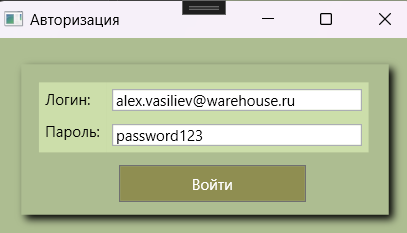 Авторизация
Логин: alex.vasiliev@warehouse.ru
Пароль: password123
Войти